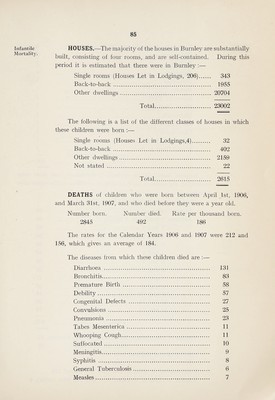 85
Infantile
Mortality.
HOUSES.—The majority of the houses in Burnley are substantially
built, consisting of four rooms, and are self-contained. During this
period it is estimated that there were in Burnley :—
Single rooms (Houses Let in Lodgings, 206)....... 343
Back-to-back ................................ 1955
Other dwellings ............................. 20704
Total........................... 23002
The following is a list of the different classes of houses in which
these children were born :—
Single rooms (Houses Let in Lodgings,4).......... 32
Back-to-back ................................ 402
Other dwellings ............................. 2159
Not stated .................................. 22
Total........................... 2615
DEATHS of children who were born between April 1st, 1906,
and March 31st, 1907, and who died before they were a year old.
Number born. Number died. Rate per thousand born.
2645 492 186
The rates for the Calendar Years 1906 and 1907 were 212 and
156, which gives an average of 184.
The diseases from which these children died are :—
Diarrhoea ................................... 131
Bronchitis................................... 83
Premature Birth ............................. 58
Debility .................................... 37
Congenital Defects .......................... 27
Convulsions ................................. 25
Pneumonia ................................... 23
Tabes Mesenterica ........................... 11
Whooping Cough............................... 11
Suffocated .................................. 10
Meningitis................................... 9
Syphitis .................................... 8
General Tuberculosis ........................ 6
Measles ..................................... 7